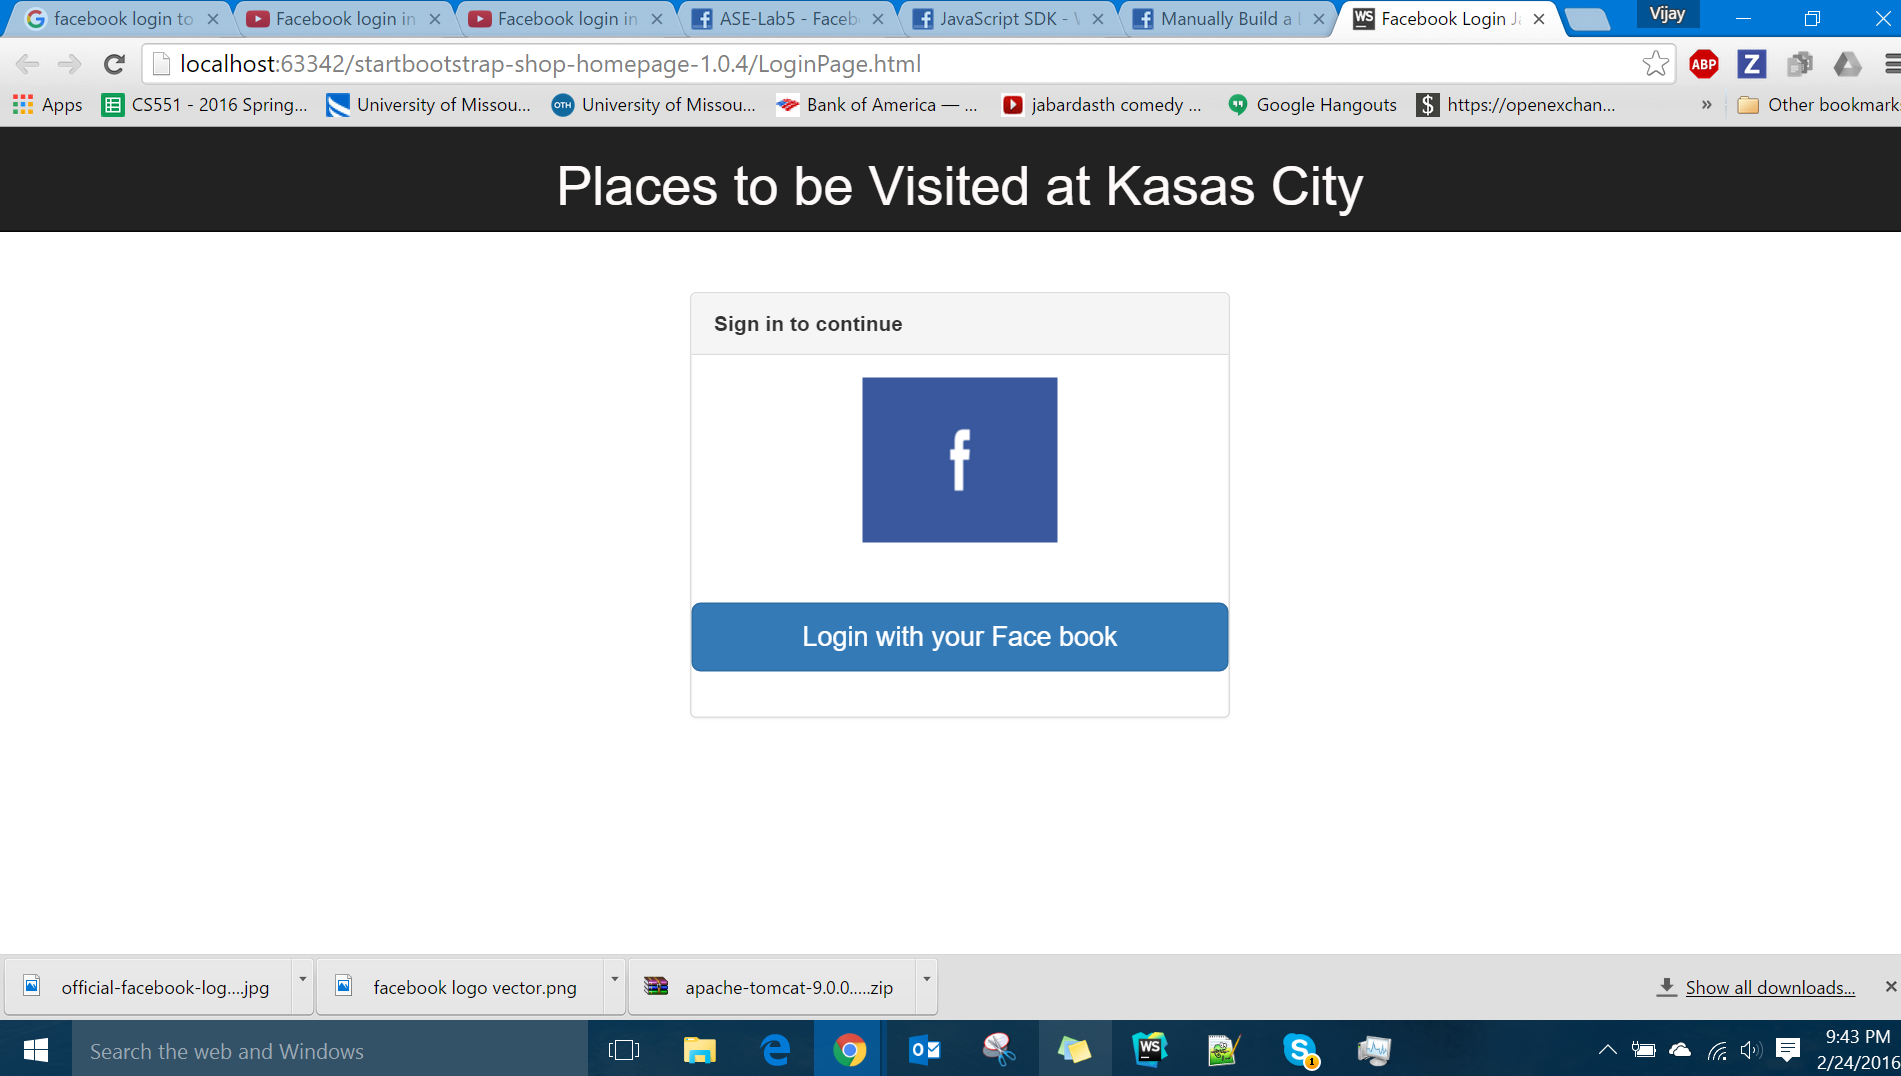 facebook login to
Facebook login in
Facebook login in
ASE-Lab5 - Faceb
JavaScript SDK -
Manually Build a
WS Facebook Login
Vijay
localhost:63342/startbootstrap-shop-homepage-1.0.4/LoginPage.html
ABP
Z
Apps
CS551 - 2016 Spring...
University of Missou...
OTH University of Missou...
Bank of America — ...
jabardasth comedy ...
Google Hangouts
$ https://openexchan...
»
Other bookmark
Places to be Visited at Kasas City
Sign in to continue
f
Login with your Face book
official-facebook-log....jpg
facebook logo vector.png
apache-tomcat-9.0.0.....zip
Show all downloads...
Search the web and Windows
WS
9:43 PM
2/24/2016